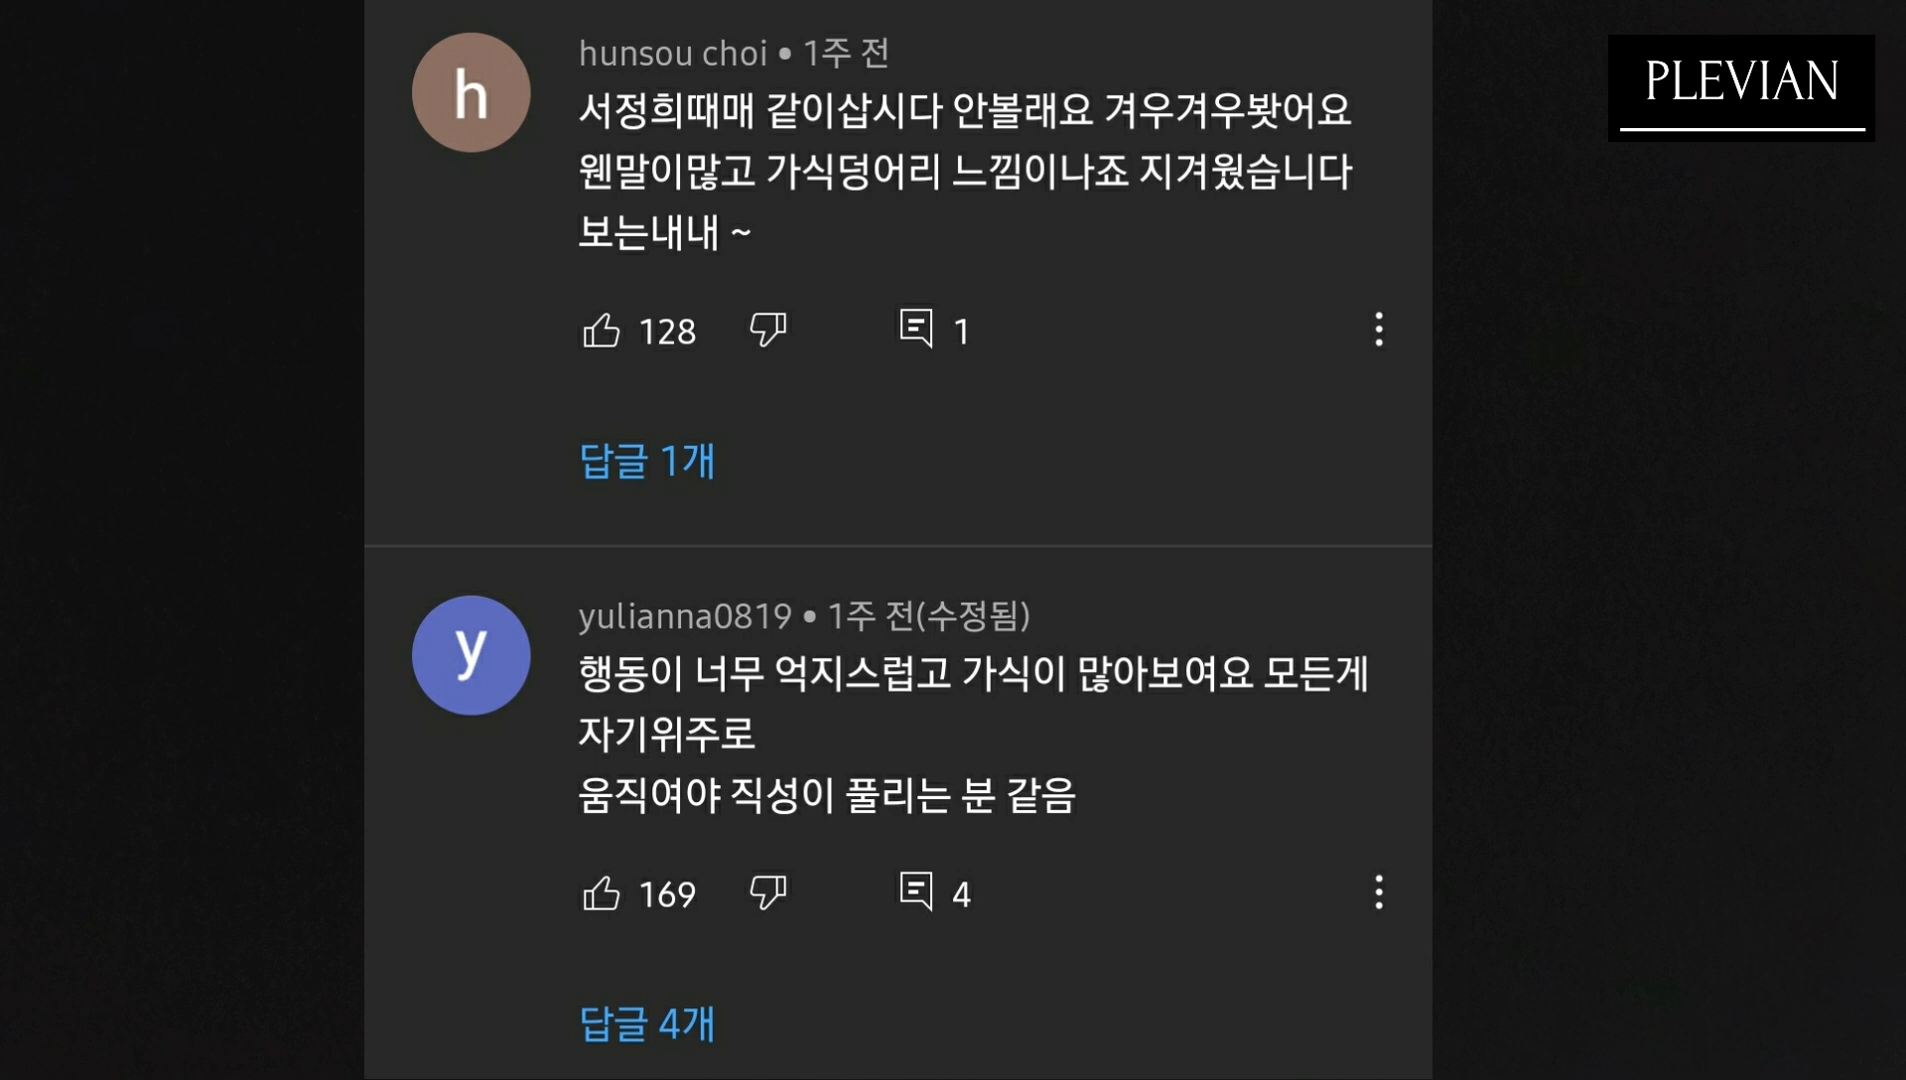 PLEVIAN
h
hunsou choi • 1주 전
서정희때매 같이삽시다 안볼래요 겨우겨우봣어요
웬말이많고 가식덩어리 느낌이나죠 지겨웠습니다
보는내내 ~
128
1
답글 1개
y
yulianna0819 • 1주 전(수정됨)
행동이 너무 억지스럽고 가식이 많아보여요 모든게
자기위주로
움직여야 직성이 풀리는 분 같음
169
4
답글 4개